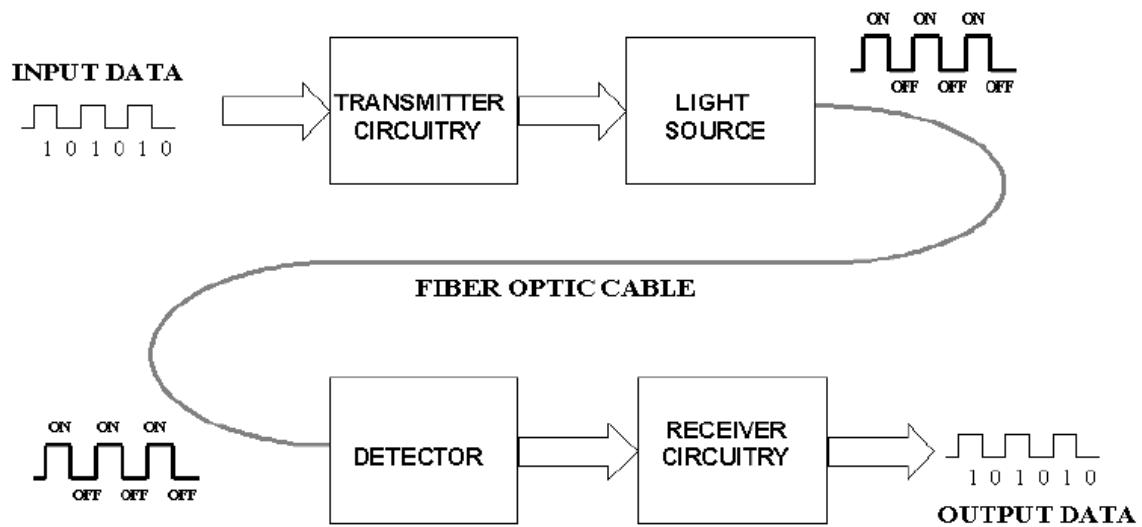 ON ON ON
OFF OFF OFF
INPUT DATA
1 0 1 0 1 0
TRANSMITTER
CIRCUITRY
LIGHT
SOURCE
FIBER OPTIC CABLE
ON ON ON
OFF OFF OFF
DETECTOR
RECEIVER
CIRCUITRY
1 0 1 0 1 0
OUTPUT DATA